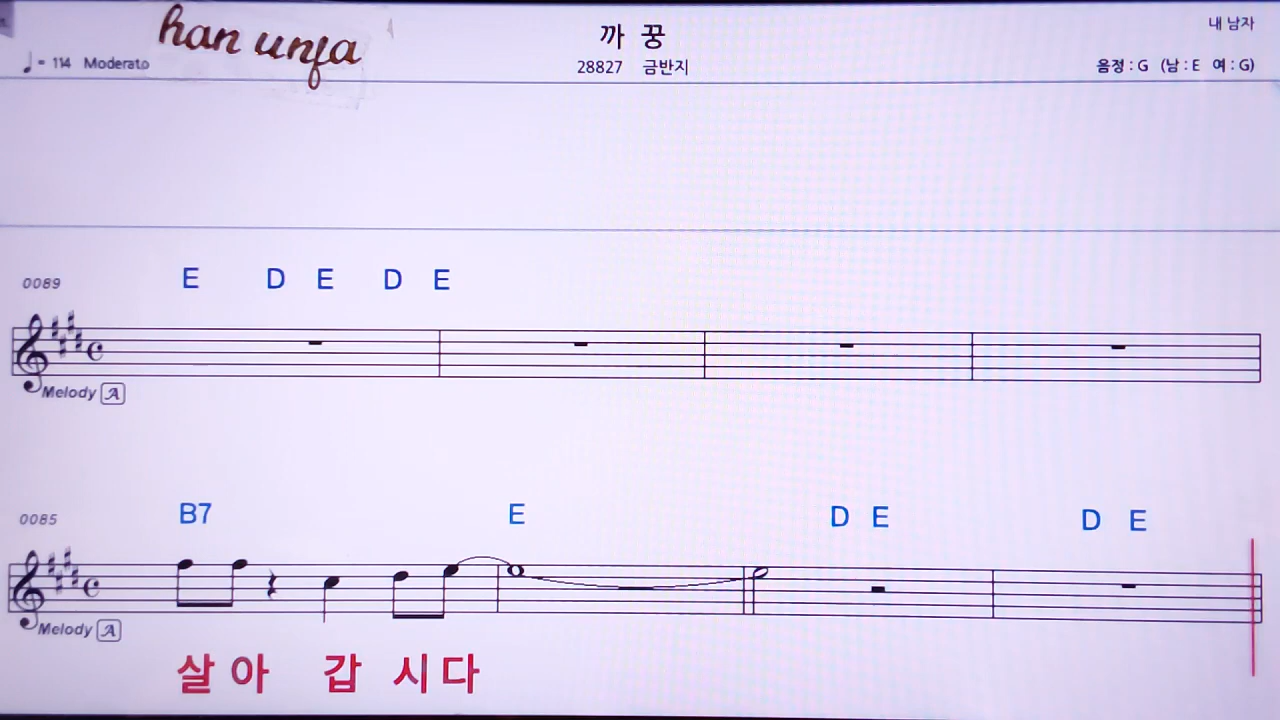 han unja
내 남자
까 꿍
♩= 114 Moderato
28827 금반지
음정 : G (남 : E 여 : G)
0089
E D E D E
Melody A
0085
B7 E D E D E
Melody A
살 아 갑 시 다